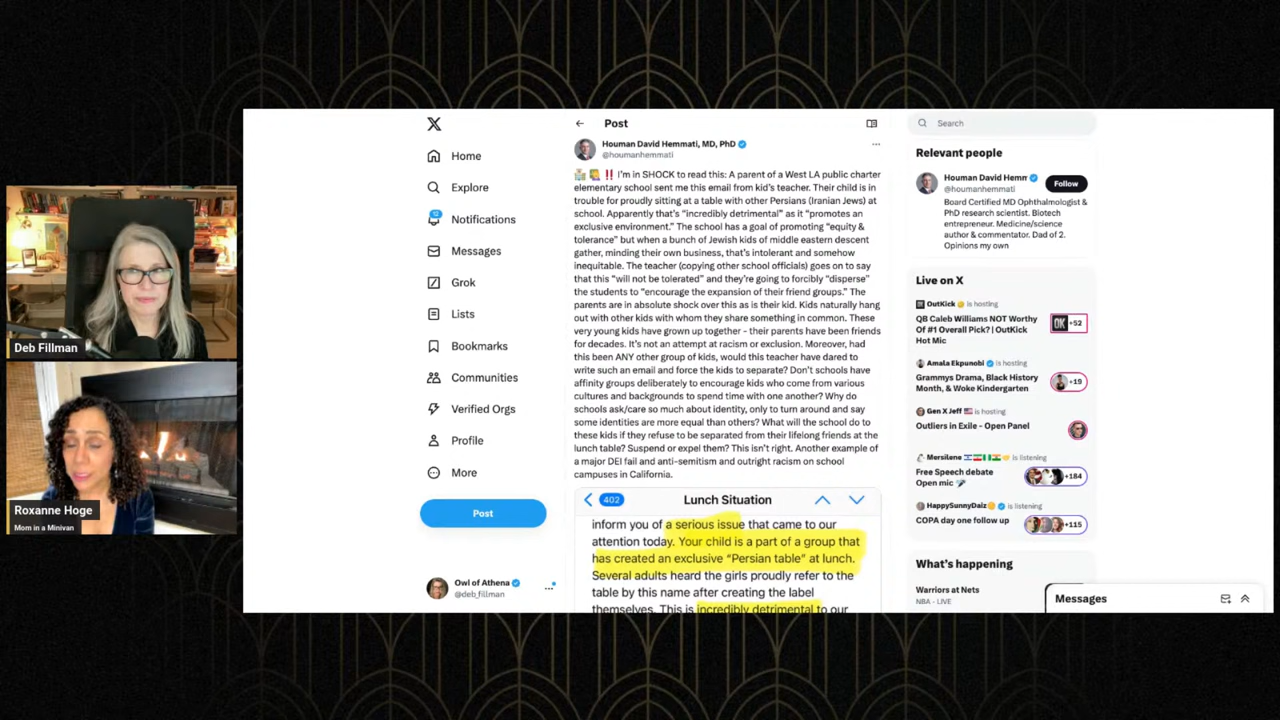 Deb Fillman
Roxanne Hoge
Mom in a Minivan
Home
Explore
12
Notifications
Messages
Grok
Lists
Bookmarks
Communities
Verified Orgs
Profile
More
Post
Owl of Athena
@deb_fillman
Post
Houman David Hemmati, MD, PhD
@houmanhemmati
I'm in SHOCK to read this: A parent of a West LA public charter
elementary school sent me this email from kid's teacher. Their child is in
trouble for proudly sitting at a table with other Persians (Iranian Jews) at
school. Apparently that's "incredibly detrimental" as it "promotes an
exclusive environment." The school has a goal of promoting "equity &
tolerance" but when a bunch of Jewish kids of middle eastern descent
gather, minding their own business, that's intolerant and somehow
inequitable. The teacher (copying other school officials) goes on to say
that this "will not be tolerated" and they're going to forcibly "disperse"
the students to "encourage the expansion of their friend groups." The
parents are in absolute shock over this as is their kid. Kids naturally hang
out with other kids with whom they share something in common. These
very young kids have grown up together - their parents have been friends
for decades. It's not an attempt at racism or exclusion. Moreover, had
this been ANY other group of kids, would this teacher have dared to
write such an email and force the kids to separate? Don't schools have
affinity groups deliberately to encourage kids who come from various
cultures and backgrounds to spend time with one another? Why do
schools ask/care so much about identity, only to turn around and say
some identities are more equal than others? What will the school do to
these kids if they refuse to be separated from their lifelong friends at the
lunch table? Suspend or expel them? This isn't right. Another example of
a major DEI fail and anti-semitism and outright racism on school
campuses in California.
402
Lunch Situation
inform you of a serious issue that came to our
attention today. Your child is a part of a group that
has created an exclusive "Persian table" at lunch.
Several adults heard the girls proudly refer to the
table by this name after creating the label
themselves. This is incredibly detrimental to our
Search
Relevant people
Houman David Hemm
@houmanhemmati
Follow
Board Certified MD Ophthalmologist &
PhD research scientist. Biotech
entrepreneur. Medicine/science
author & commentator. Dad of 2.
Opinions my own
Live on X
OutKick is hosting
QB Caleb Williams NOT Worthy
Of #1 Overall Pick? | OutKick
Hot Mic
OK +52
Amala Ekpunobi is hosting
Grammys Drama, Black History
Month, & Woke Kindergarten
+19
Gen X Jeff is hosting
Outliers in Exile - Open Panel
Mersilene is listening
Free Speech debate
Open mic
+184
HappySunnyDaiz is listening
COPA day one follow up
+115
What's happening
Warriors at Nets
NBA - LIVE
Messages